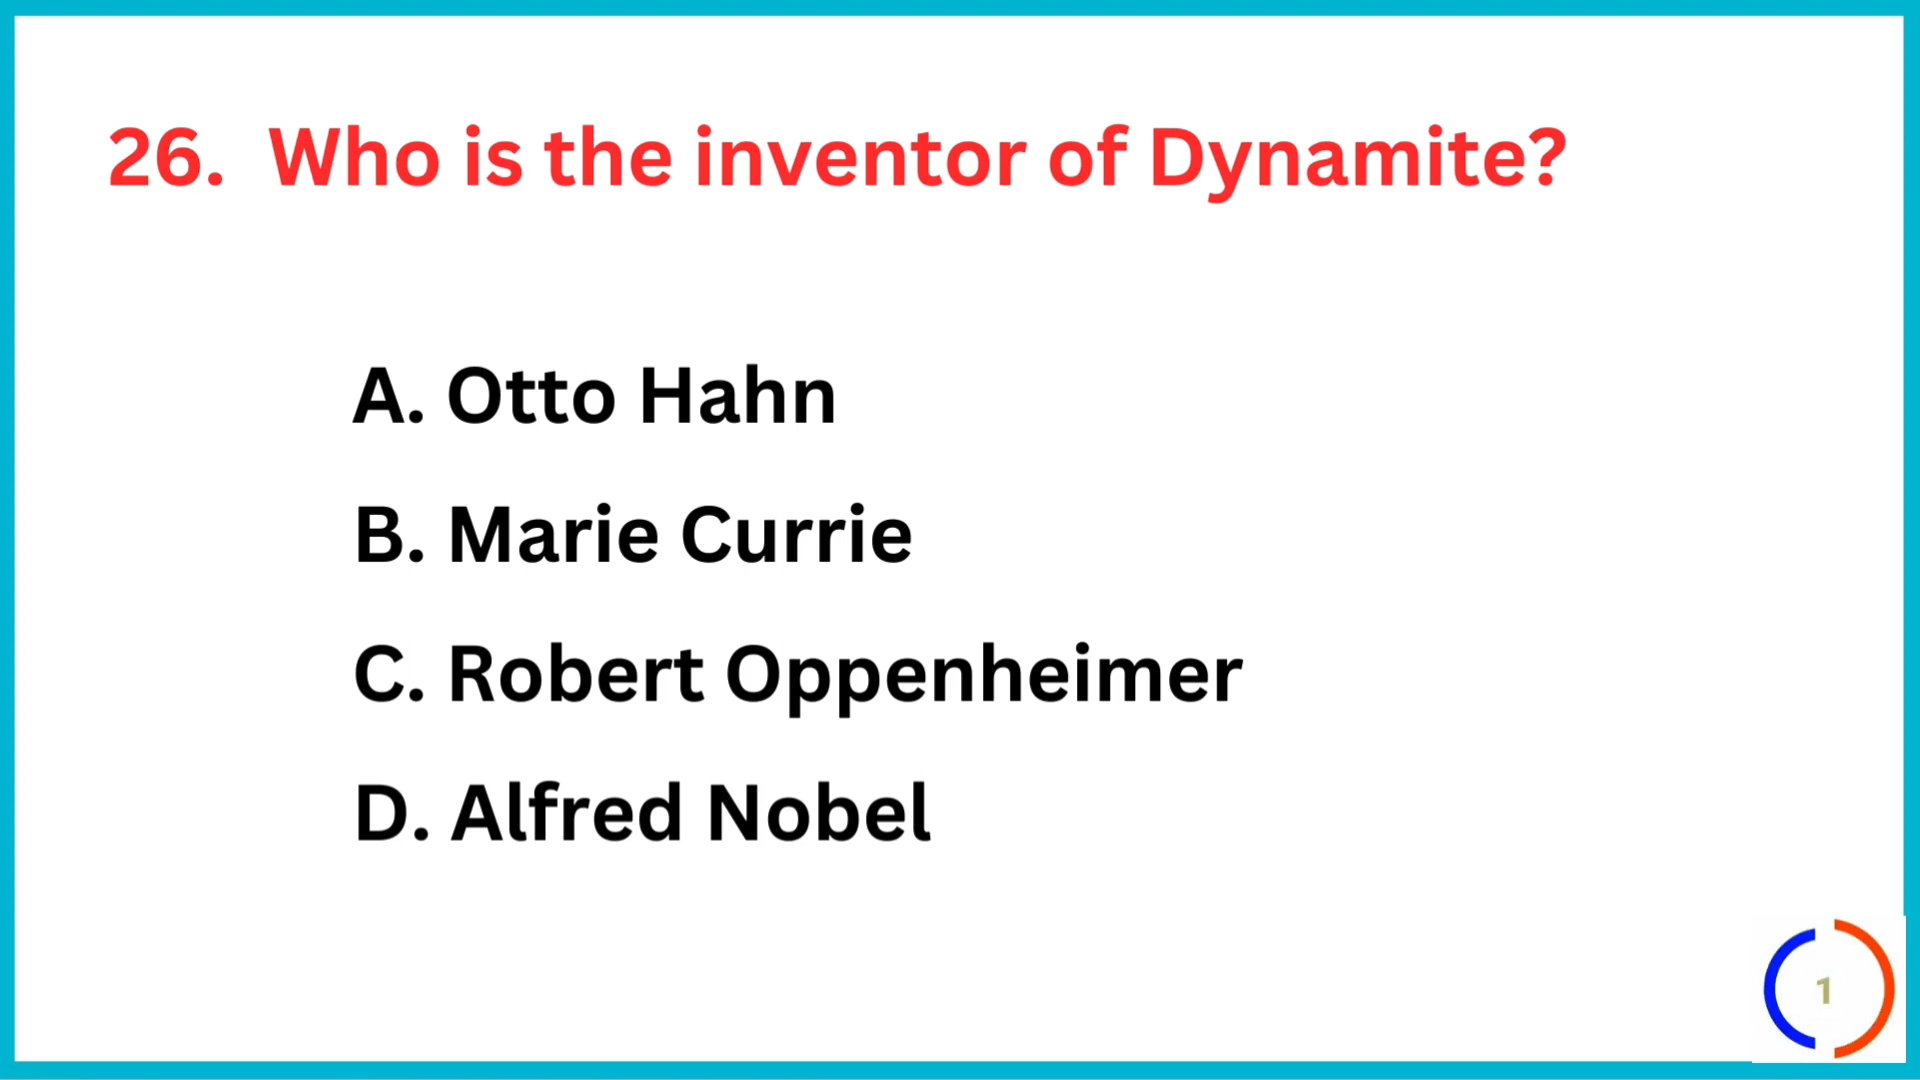 26. Who is the inventor of Dynamite?
A. Otto Hahn
B. Marie Currie
C. Robert Oppenheimer
D. Alfred Nobel
1